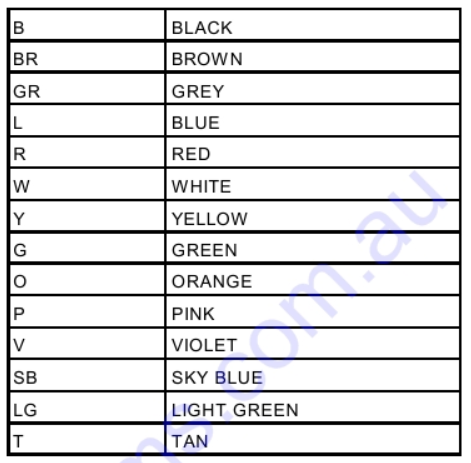 B BLACK
BR BROWN
GR GREY
L BLUE
R RED
W WHITE
Y YELLOW
G GREEN
O ORANGE
P PINK
V VIOLET
SB SKY BLUE
LG LIGHT GREEN
T TAN
ms.com.au